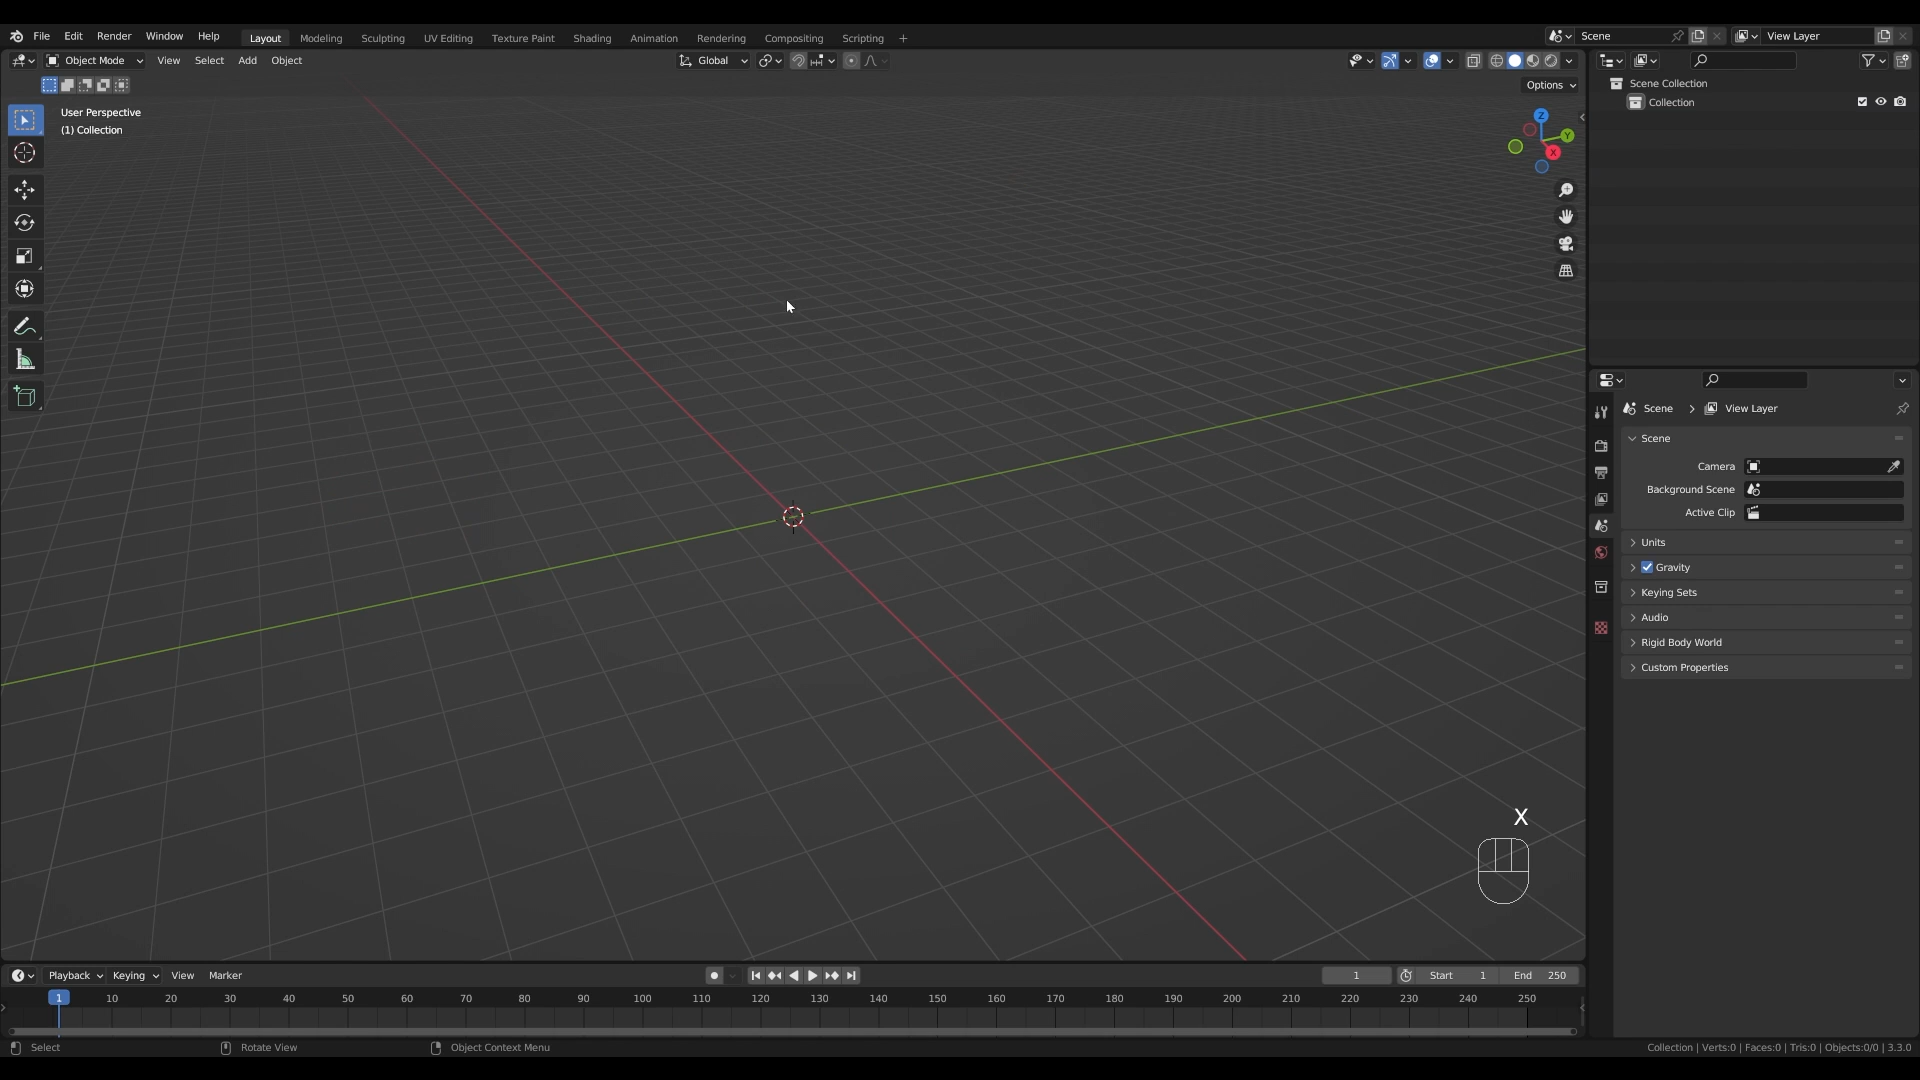 File Edit Render Window Help Layout Modeling Sculpting UV Editing Texture Paint Shading Animation Rendering Compositing Scripting + Scene View Layer
Object Mode View Select Add Object Global
Options
User Perspective
(1) Collection
Z
Y
X
Scene Collection
Collection
Scene > View Layer
Scene
Camera
Background Scene
Active Clip
Units
Gravity
Keying Sets
Audio
Rigid Body World
Custom Properties
X
Playback Keying View Marker 1 Start 1 End 250
1 10 20 30 40 50 60 70 80 90 100 110 120 130 140 150 160 170 180 190 200 210 220 230 240 250
Select Rotate View Object Context Menu Collection | Verts:0 | Faces:0 | Tris:0 | Objects:0/0 | 3.3.0